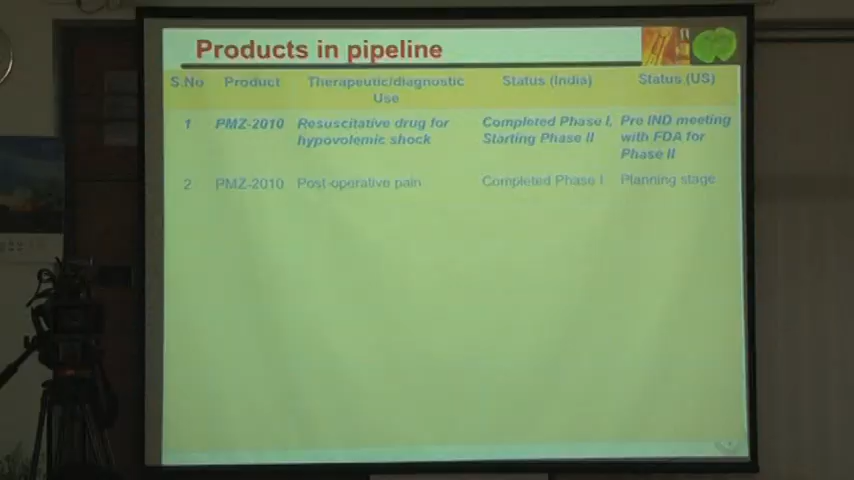 Products in pipeline
S.No Product Therapeutic/diagnostic Use Status (India) Status (US)
1 PMZ-2010 Resuscitative drug for hypovolemic shock Completed Phase I, Starting Phase II Pre IND meeting with FDA for Phase II
2 PMZ-2010 Post-operative pain Completed Phase I Planning stage